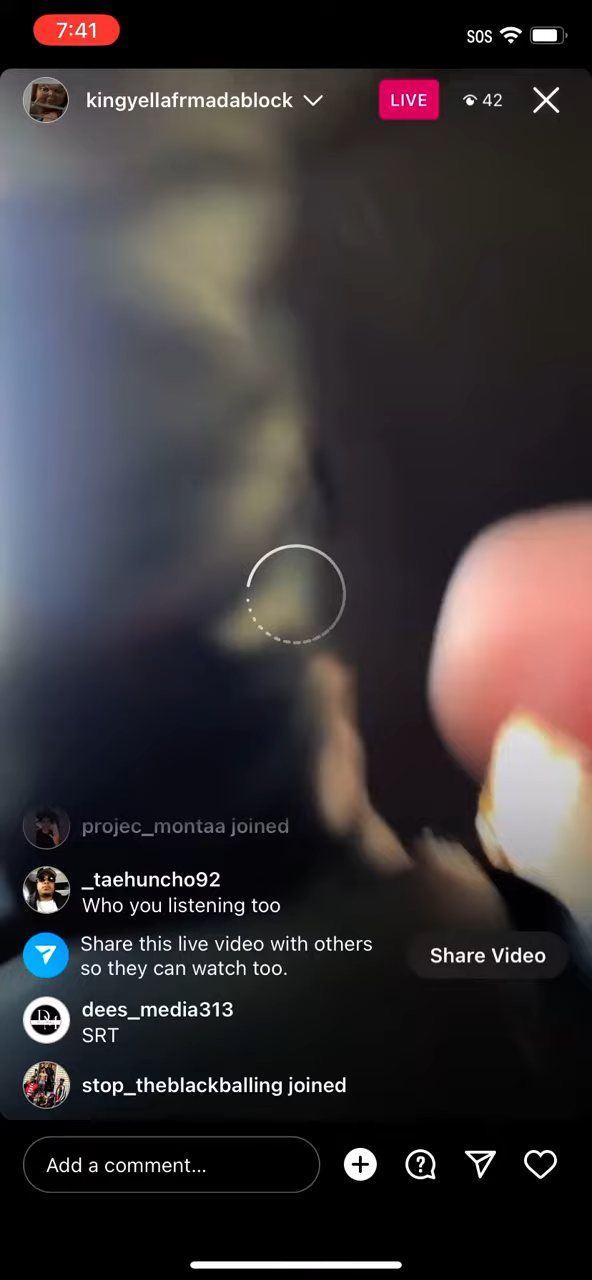 7:41
SOS
kingyellafrmadablock
LIVE
42
projec_montaa joined
_taehuncho92
Who you listening too
Share this live video with others
so they can watch too.
Share Video
dees_media313
SRT
stop_theblackballing joined
Add a comment...